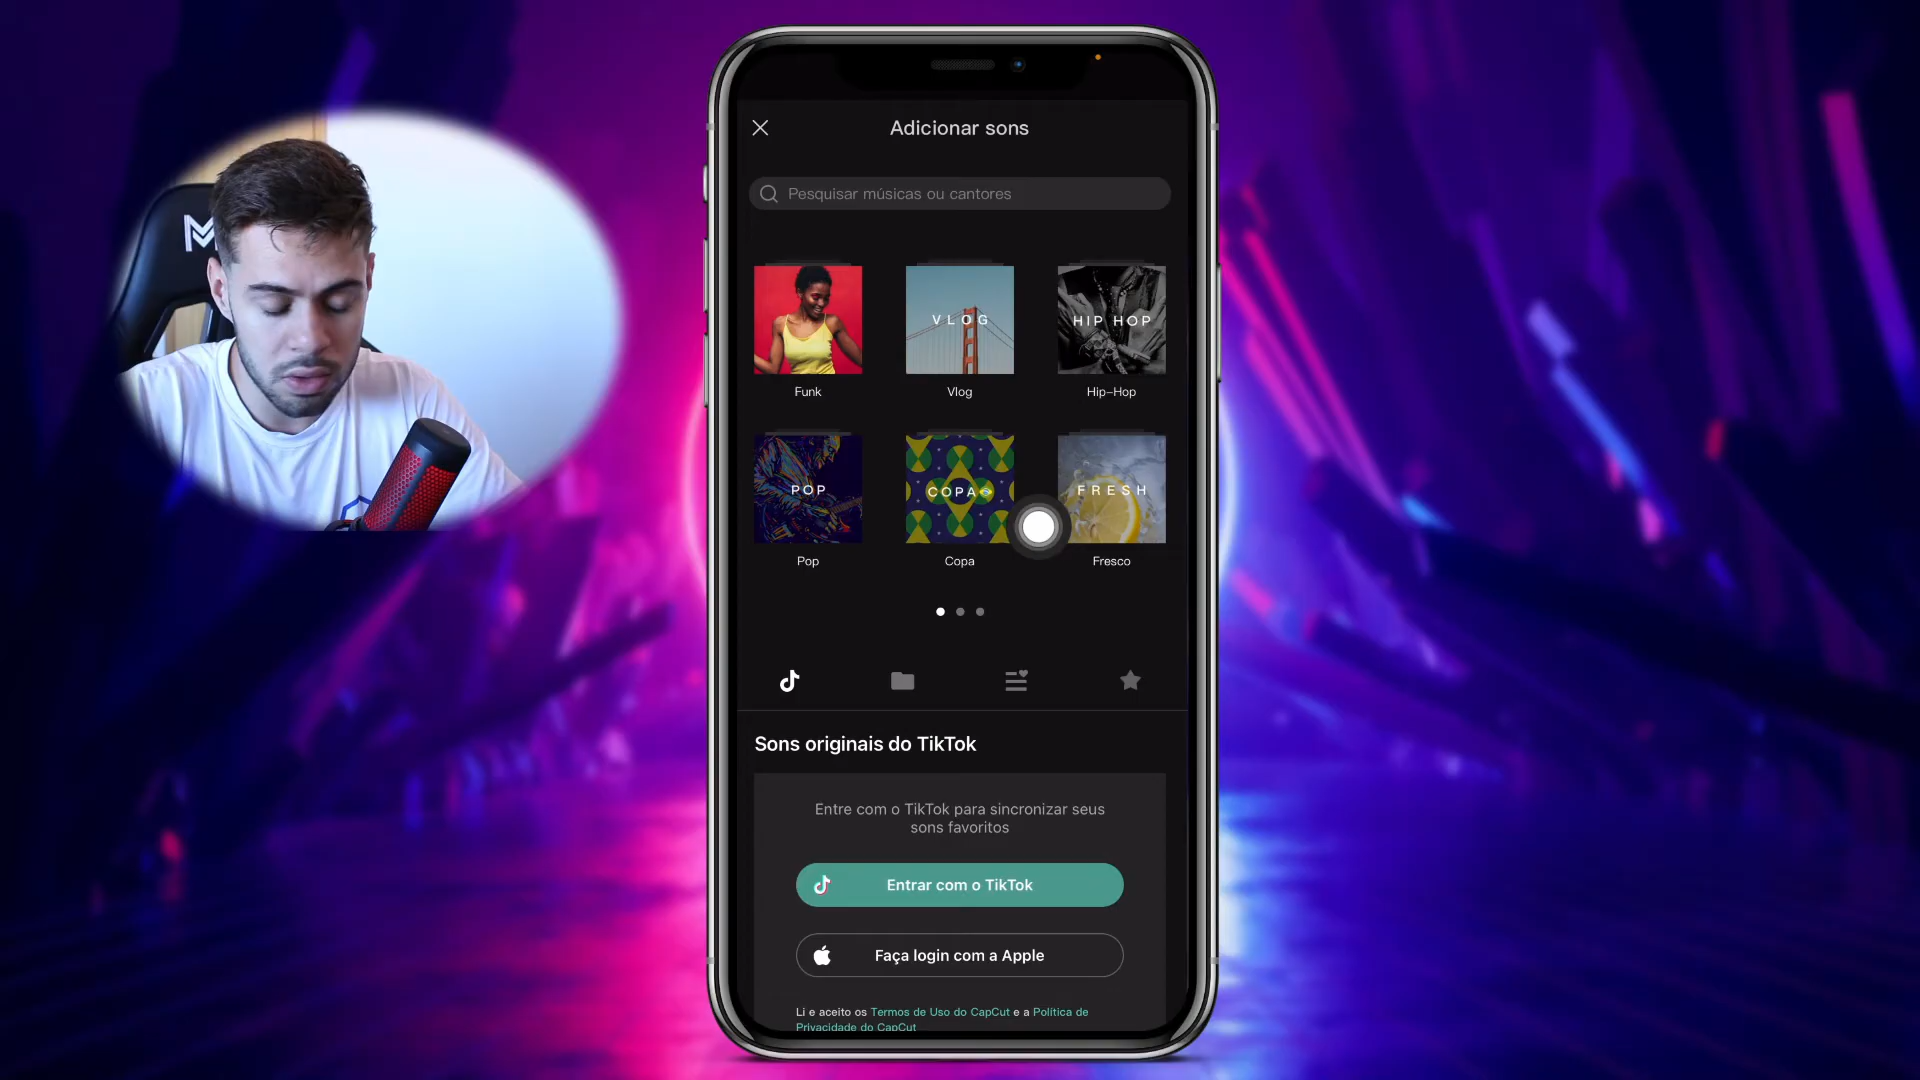 Adicionar sons
Pesquisar músicas ou cantores
VLOG
HIP HOP
Funk
Vlog
Hip-Hop
POP
COPA
FRESH
Pop
Copa
Fresco
Sons originais do TikTok
Entre com o TikTok para sincronizar seus
sons favoritos
Entrar com o TikTok
Faça login com a Apple
Li e aceito os Termos de Uso do CapCut e a Política de
Privacidade do CapCut